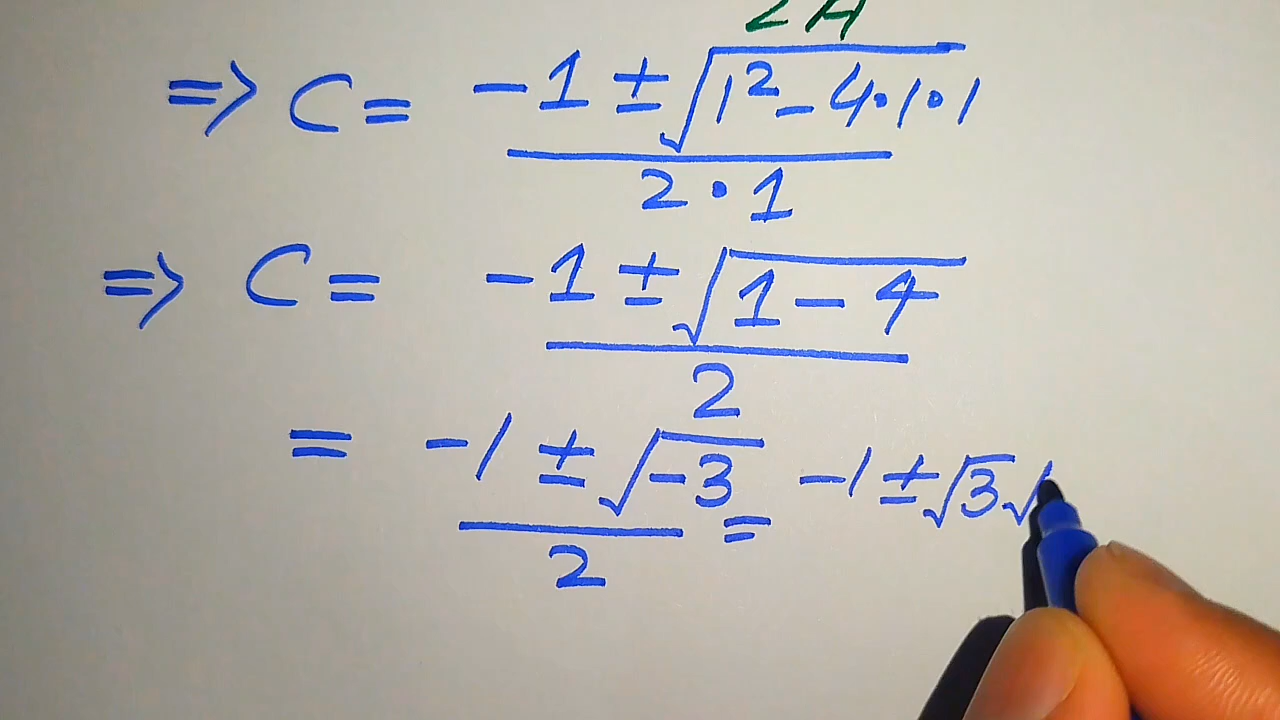 2A
=> C = -1 ± √1² - 4·1·1 / 2·1
=> C = -1 ± √1 - 4 / 2
= -1 ± √-3 / 2 = -1 ± √3 √